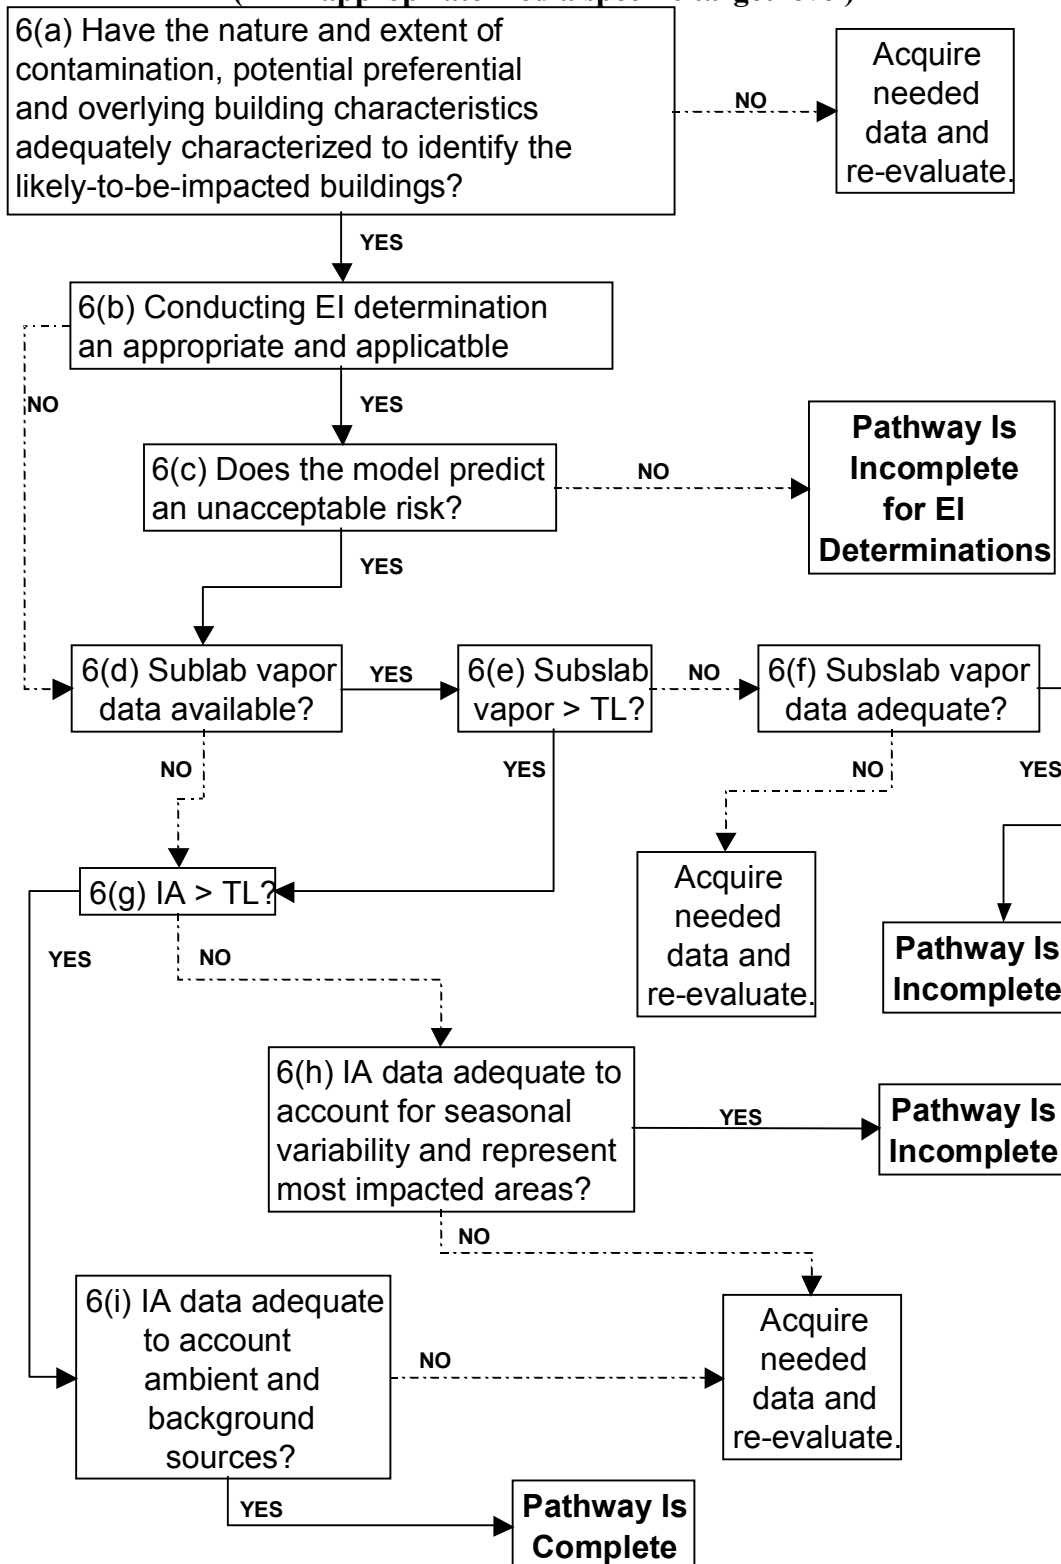 6(a) Have the nature and extent of
contamination, potential preferential
and overlying building characteristics
adequately characterized to identify the
likely-to-be-impacted buildings?
NO
Acquire
needed
data and
re-evaluate.
YES
6(b) Conducting EI determination
an appropriate and applicatble
NO
YES
6(c) Does the model predict
an unacceptable risk?
NO
Pathway Is
Incomplete
for EI
Determinations
YES
6(d) Sublab vapor
data available?
YES
6(e) Subslab
vapor > TL?
NO
6(f) Subslab vapor
data adequate?
NO
YES
NO
YES
6(g) IA > TL?
Acquire
needed
data and
re-evaluate.
Pathway Is
Incomplete
YES
NO
6(h) IA data adequate to
account for seasonal
variability and represent
most impacted areas?
YES
Pathway Is
Incomplete
NO
6(i) IA data adequate
to account
ambient and
background
sources?
NO
Acquire
needed
data and
re-evaluate.
YES
Pathway Is
Complete